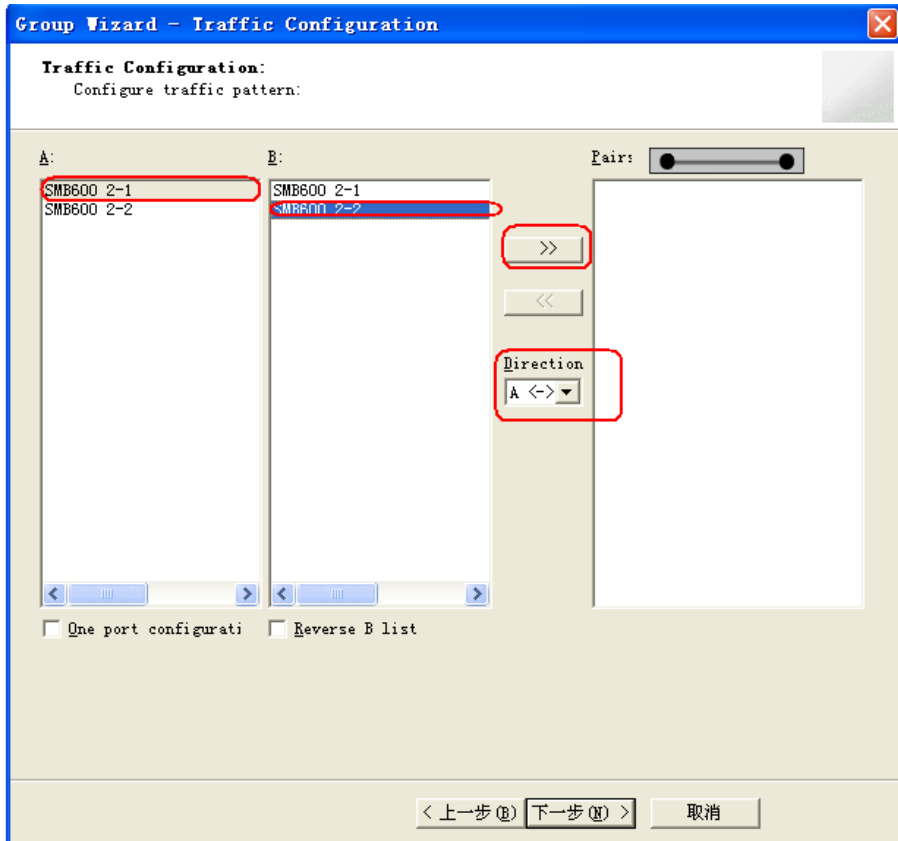 Group Wizard - Traffic Configuration
Traffic Configuration:
Configure traffic pattern:
A:
B:
Pair:
SMB600 2-1
SMB600 2-2
SMB600 2-1
SMB600 2-2
>>
<<
Direction
A <->
One port configurati
Reverse B list
< 上一步(B)
下一步(N) >
取消